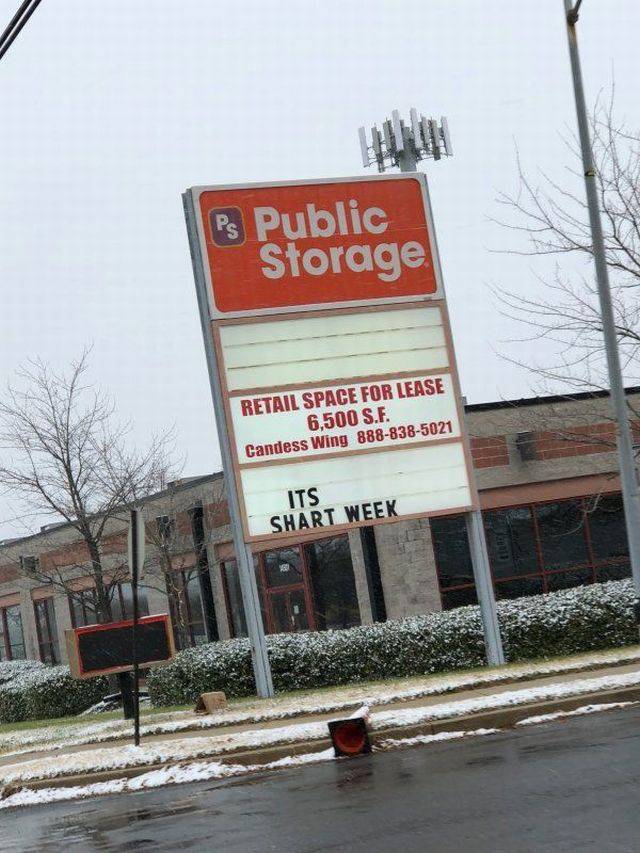 PS
Public
Storage
RETAIL SPACE FOR LEASE
6,500 S.F.
Candess Wing 888-838-5021
ITS
SHART WEEK